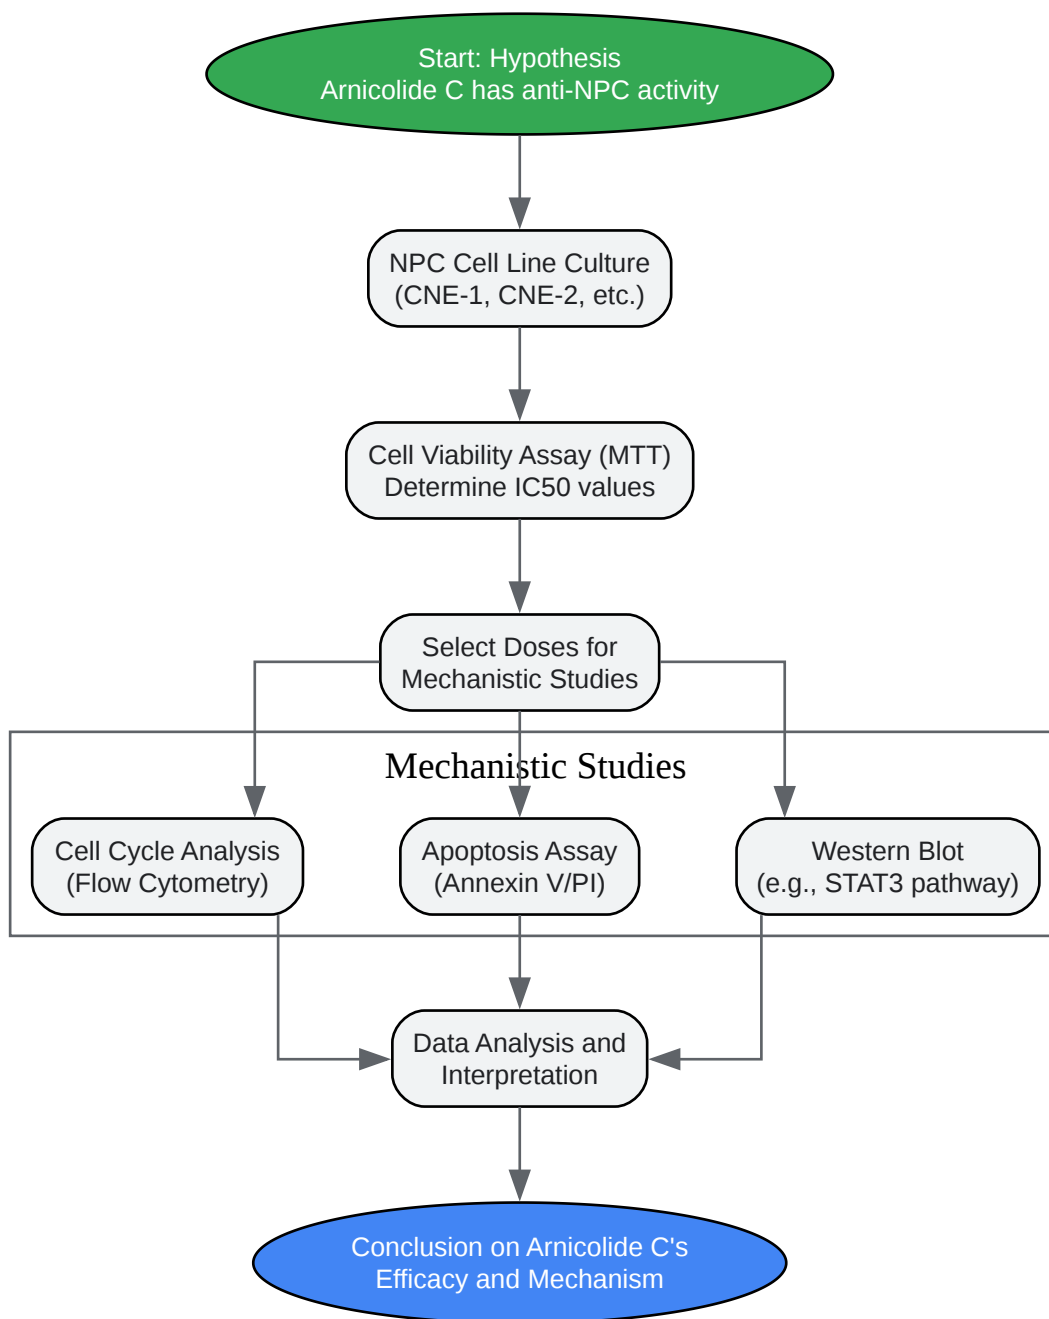 Start: Hypothesis
Arnicolide C has anti-NPC activity
NPC Cell Line Culture
(CNE-1, CNE-2, etc.)
Cell Viability Assay (MTT)
Determine IC50 values
Select Doses for
Mechanistic Studies
Mechanistic Studies
Cell Cycle Analysis
(Flow Cytometry)
Apoptosis Assay
(Annexin V/PI)
Western Blot
(e.g., STAT3 pathway)
Data Analysis and
Interpretation
Conclusion on Arnicolide C's
Efficacy and Mechanism